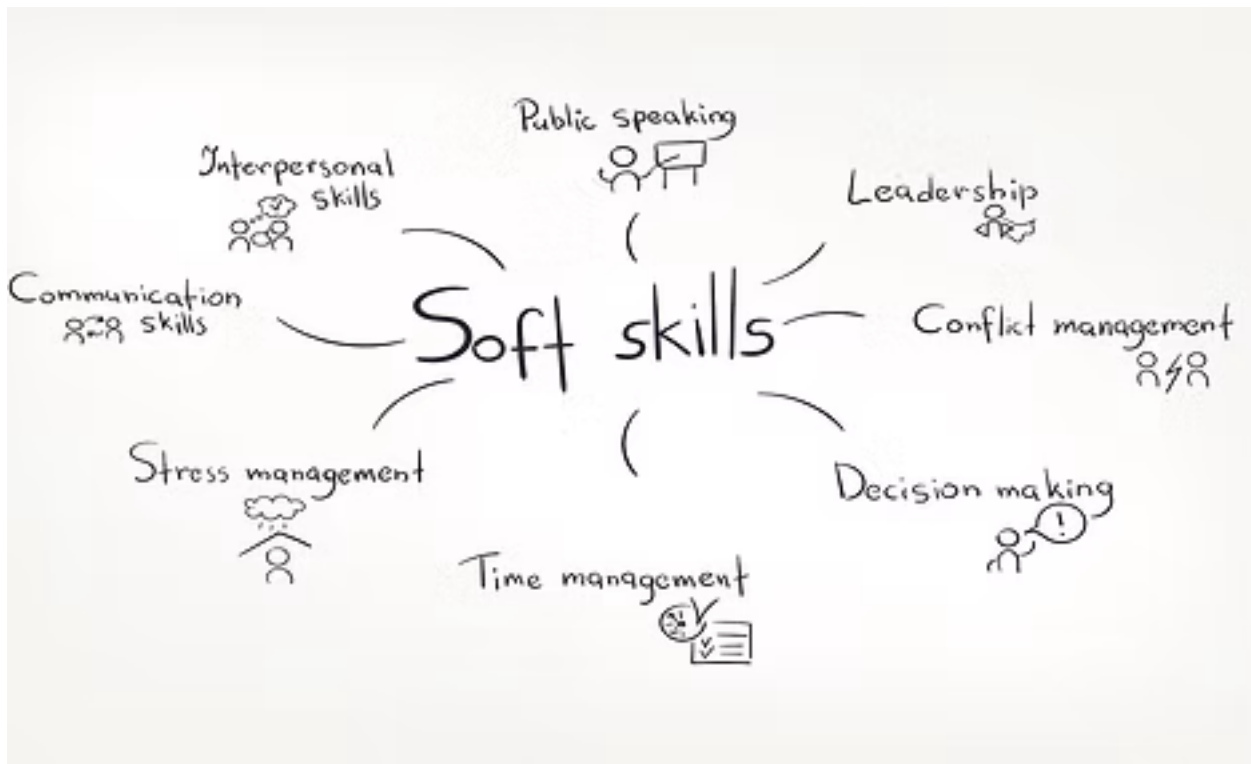 Public speaking
Interpersonal
skills
Leadership
Communication
skills
Soft skills
Conflict management
Stress management
Decision making
Time management